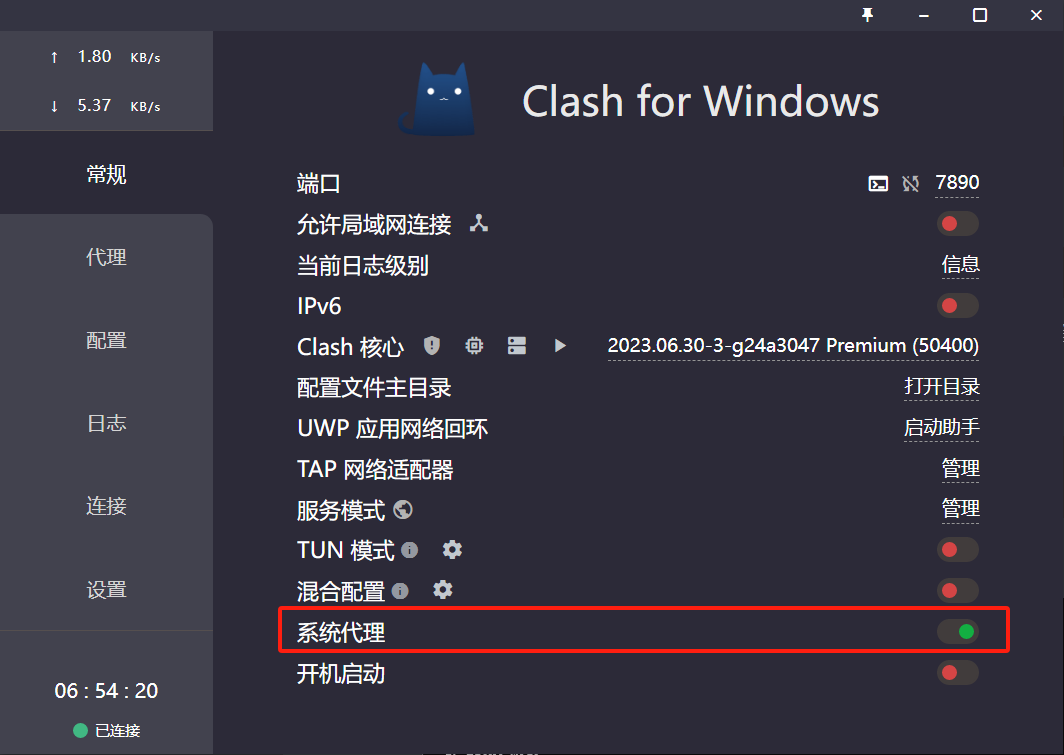 ↑ 1.80 KB/s
↓ 5.37 KB/s
常规
代理
配置
日志
连接
设置
06 : 54 : 20
已连接
Clash for Windows
端口 7890
允许局域网连接
当前日志级别 信息
IPv6
Clash 核心 2023.06.30-3-g24a3047 Premium (50400)
配置文件主目录 打开目录
UWP 应用网络回环 启动助手
TAP 网络适配器 管理
服务模式 管理
TUN 模式
混合配置
系统代理
开机启动